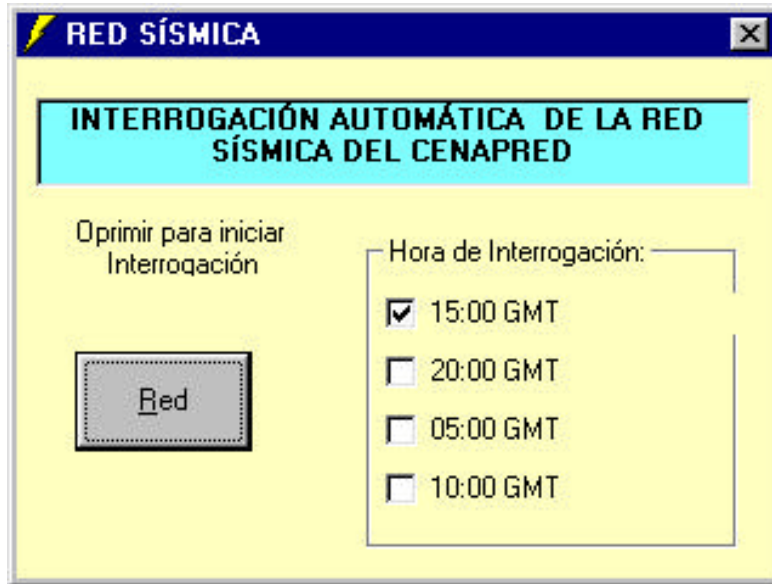 RED SÍSMICA
INTERROGACIÓN AUTOMÁTICA DE LA RED
SÍSMICA DEL CENAPRED
Oprimir para iniciar
Interrogación
Red
Hora de Interrogación:
15:00 GMT
20:00 GMT
05:00 GMT
10:00 GMT